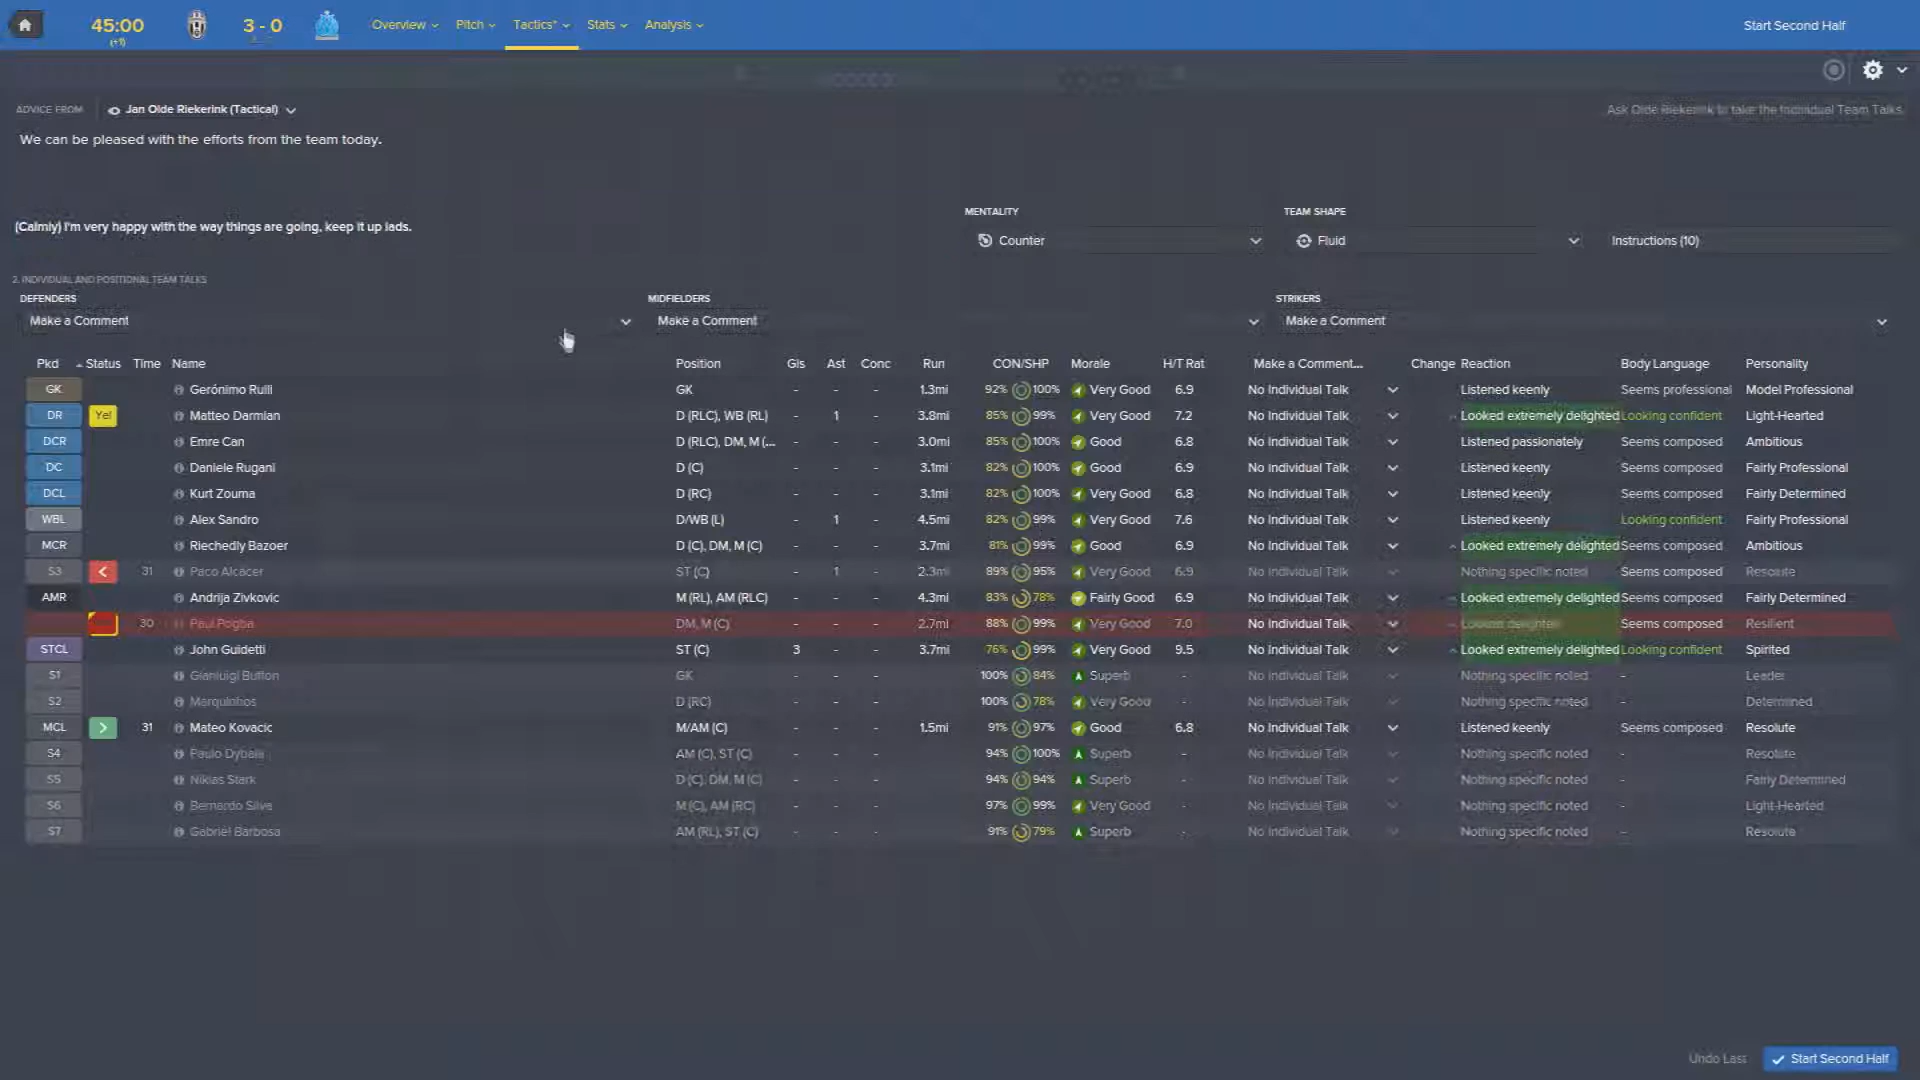 45:00 (+1) 3 - 0 Overview Pitch Tactics* Stats Analysis Start Second Half
ADVICE FROM Jan Olde Riekerink (Tactical) Ask Olde Riekerink to take the Individual Team Talks
We can be pleased with the efforts from the team today.
MENTALITY TEAM SHAPE
(Calmly) I'm very happy with the way things are going, keep it up lads.
Counter Fluid Instructions (10)
2. INDIVIDUAL AND POSITIONAL TEAM TALKS
DEFENDERS MIDFIELDERS STRIKERS
Make a Comment Make a Comment Make a Comment
Pkd Status Time Name Position Gls Ast Conc Run CON/SHP Morale H/T Rat Make a Comment... Change Reaction Body Language Personality
GK Gerónimo Rulli GK - - - 1.3mi 92% 100% Very Good 6.9 No Individual Talk Listened keenly Seems professional Model Professional
DR Yel Matteo Darmian D (RLC), WB (RL) - 1 - 3.8mi 85% 99% Very Good 7.2 No Individual Talk Looked extremely delighted Looking confident Light-Hearted
DCR Emre Can D (RLC), DM, M (... - - - 3.0mi 85% 100% Good 6.8 No Individual Talk Listened passionately Seems composed Ambitious
DC Daniele Rugani D (C) - - - 3.1mi 82% 100% Good 6.9 No Individual Talk Listened keenly Seems composed Fairly Professional
DCL Kurt Zouma D (RC) - - - 3.1mi 82% 100% Very Good 6.8 No Individual Talk Listened keenly Seems composed Fairly Determined
WBL Alex Sandro D/WB (L) - 1 - 4.5mi 82% 99% Very Good 7.6 No Individual Talk Listened keenly Looking confident Fairly Professional
MCR Riechedly Bazoer D (C), DM, M (C) - - - 3.7mi 81% 99% Good 6.9 No Individual Talk Looked extremely delighted Seems composed Ambitious
S3 31 Paco Alcácer ST (C) - 1 - 2.3mi 89% 95% Very Good 6.9 No Individual Talk Nothing specific noted Seems composed Resolute
AMR Andrija Zivkovic M (RL), AM (RLC) - - - 4.3mi 83% 78% Fairly Good 6.9 No Individual Talk Looked extremely delighted Seems composed Fairly Determined
30 Paul Pogba DM, M (C) - - - 2.7mi 88% 99% Very Good 7.0 No Individual Talk Looked delighted Seems composed Resilient
STCL John Guidetti ST (C) 3 - - 3.7mi 76% 99% Very Good 9.5 No Individual Talk Looked extremely delighted Looking confident Spirited
S1 Gianluigi Buffon GK - - - 100% 84% Superb - No Individual Talk Nothing specific noted - Leader
S2 Marquinhos D (RC) - - - 100% 78% Very Good - No Individual Talk Nothing specific noted - Determined
MCL 31 Mateo Kovacic M/AM (C) - - - 1.5mi 91% 97% Good 6.8 No Individual Talk Listened keenly Seems composed Resolute
S4 Paulo Dybala AM (C), ST (C) - - - 94% 100% Superb - No Individual Talk Nothing specific noted - Resolute
S5 Niklas Stark D (C), DM, M (C) - - - 94% 94% Superb - No Individual Talk Nothing specific noted - Fairly Determined
S6 Bernardo Silva M (C), AM (RC) - - - 97% 99% Very Good - No Individual Talk Nothing specific noted - Light-Hearted
S7 Gabriel Barbosa AM (RL), ST (C) - - - 91% 79% Superb - No Individual Talk Nothing specific noted - Resolute
Undo Last Start Second Half